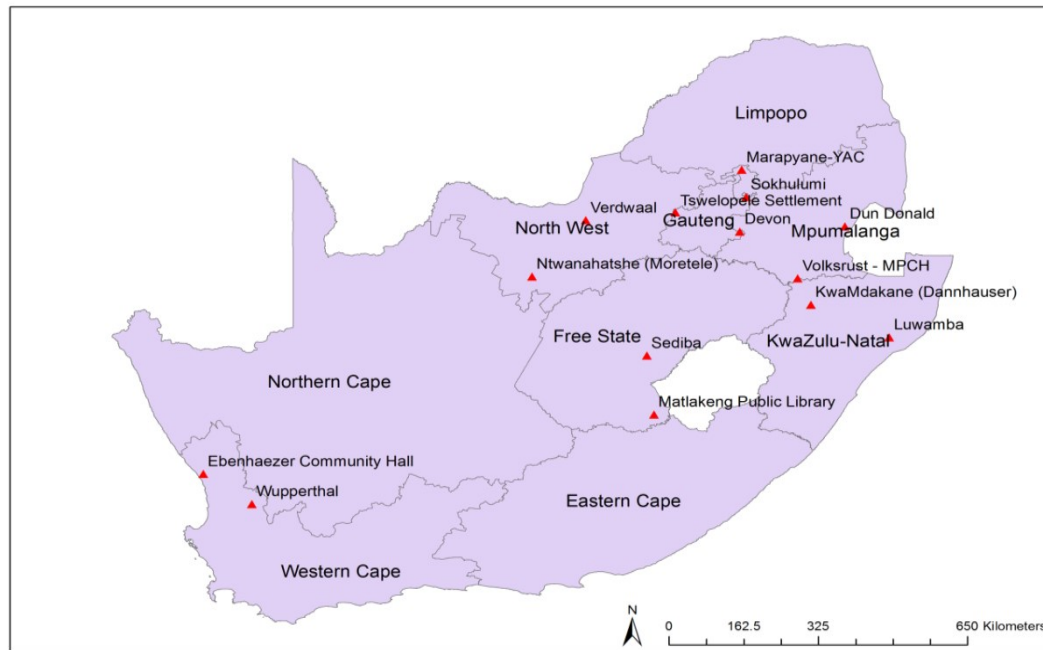 Limpopo
Marapyane-YAC
Sokhulumi
Tswelopele Settlement
Verdwaal
Gauteng
Devon
Dun Donald
North West
Mpumalanga
Ntwanahatshe (Moretele)
Volksrust - MPCH
KwaMdakane (Dannhauser)
Luwamba
Free State
Sediba
KwaZulu-Natal
Northern Cape
Matlakeng Public Library
Ebenhaezer Community Hall
Wupperthal
Eastern Cape
Western Cape
N
0 162.5 325 650 Kilometers